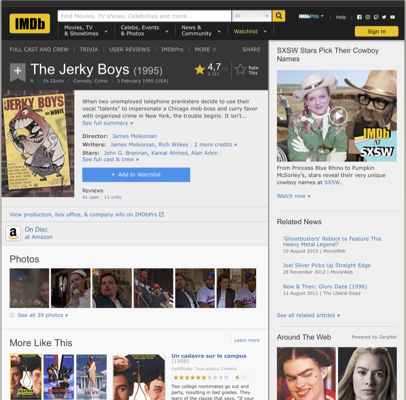 IMDb
Find Movies, TV shows, Celebrities and more...
All
Movies, TV & Showtimes
Celebs, Events & Photos
News & Community
Watchlist
IMDbPro
Help
Sign in
FULL CAST AND CREW | TRIVIA | USER REVIEWS | IMDbPro | MORE
SHARE
The Jerky Boys (1995)
1h 22min | Comedy, Crime | 3 February 1995 (USA)
4,7
Rate This
JERKY BOYS
THE MOVIE
When two unemployed telephone pranksters decide to use their
vocal "talents" to impersonate a Chicago mob boss and curry favor
with organized crime in New York, the trouble begins. It isn't...
See full summary »
Director: James Melkonian
Writers: James Melkonian, Rich Wilkes | 2 more credits »
Stars: John G. Brennan, Kamal Ahmed, Alan Arkin |
See full cast & crew »
+ Add to Watchlist
Reviews
41 user | 11 critic
View production, box office, & company info on IMDbPro
a
On Disc
at Amazon
Photos
See all 39 photos »
More Like This
Learn more
Un cadavre sur le campus
(1998)
Certificate: Tous publics Comedy
Two college roommates go out and
party, resulting in bad grades. They
learn of the clause that says, "If your
SXSW Stars Pick Their Cowboy
Names
IMDb
AT
SXSW
From Princess Blue Rhino to Pumpkin
McSorley's, stars reveal their very
unique cowboy names at SXSW.
Watch now »
Related News
'Ghostbusters' Reboot to Feature This
Heavy Metal Legend?
10 August 2015 | MovieWeb
Joel Silver Picks Up Straight Edge
28 November 2012 | MovieWeb
Now & Then: Glory Daze (1996)
13 August 2011 | The Liberal Dead
See all related articles »
Around The Web
Powered by ZergNet